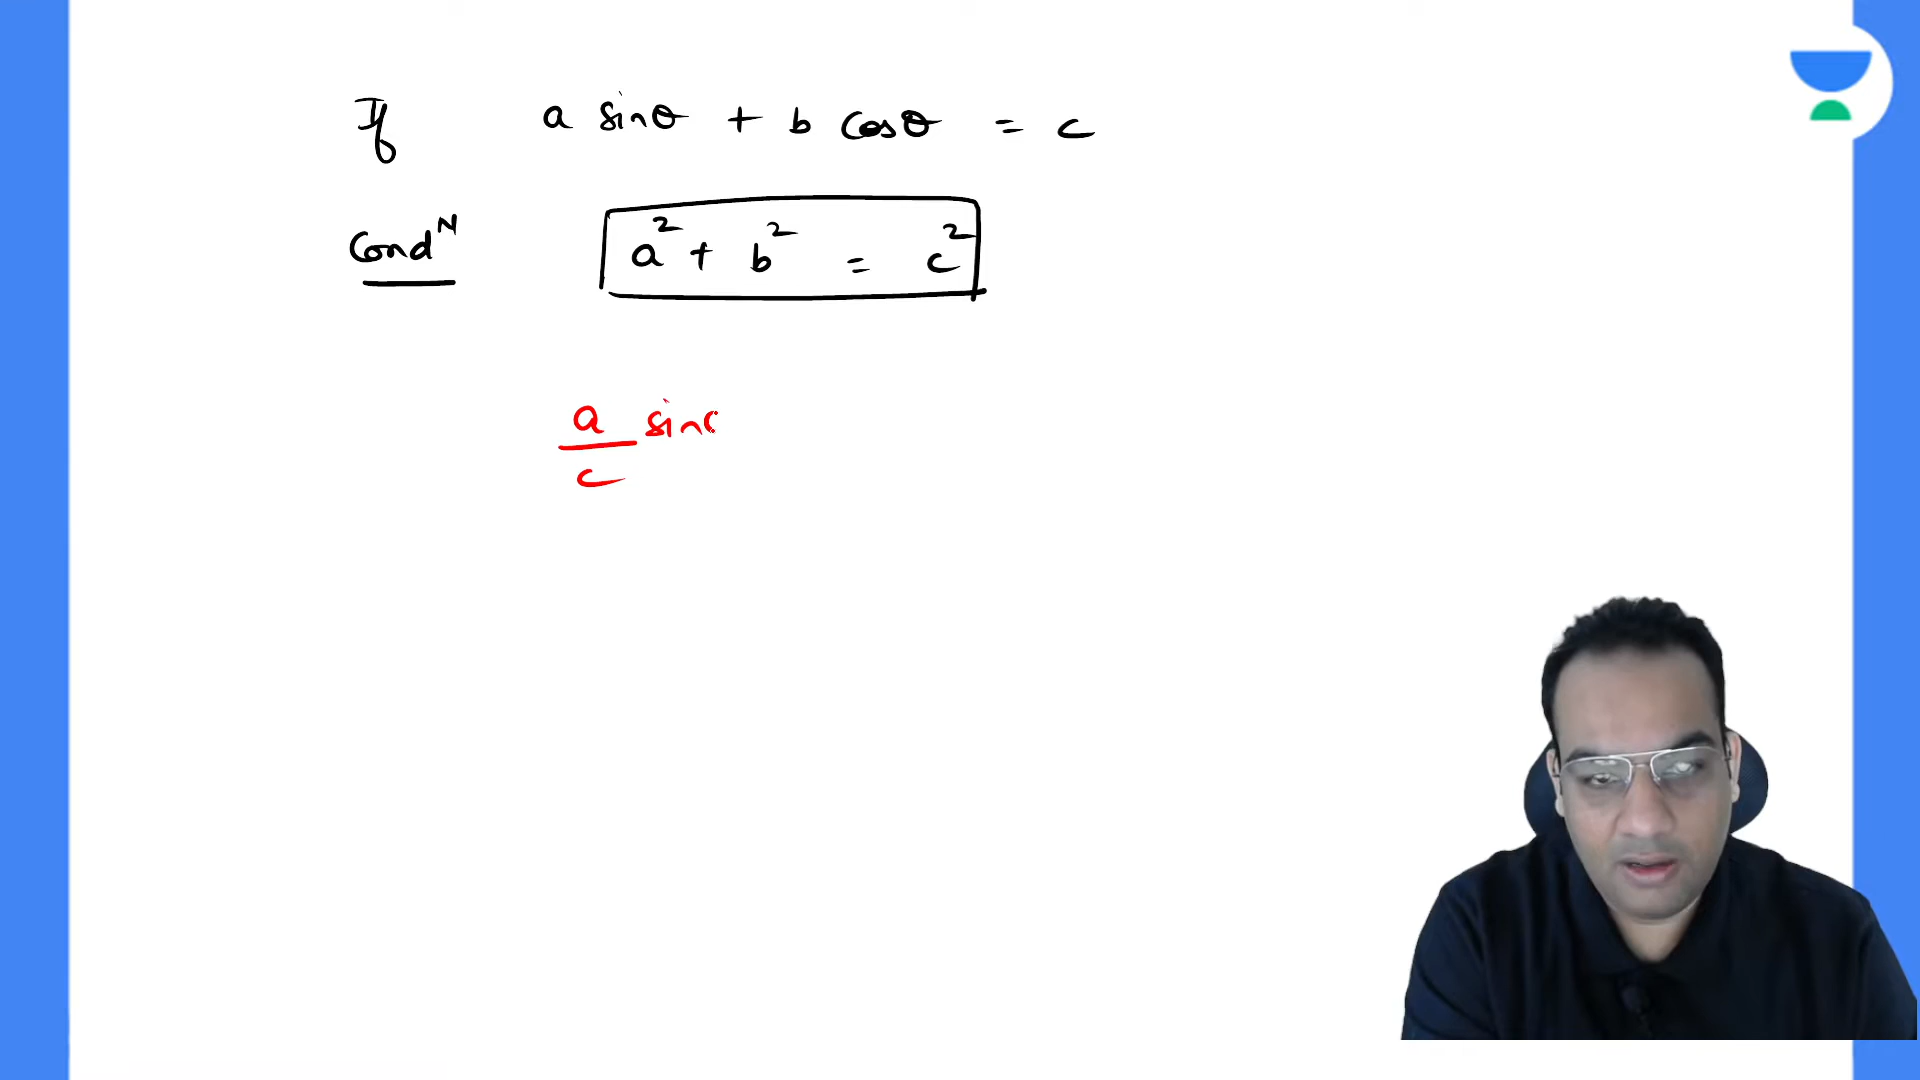 If a sinθ + b cosθ = c
Condᴺ a² + b² = c²
a/c sin